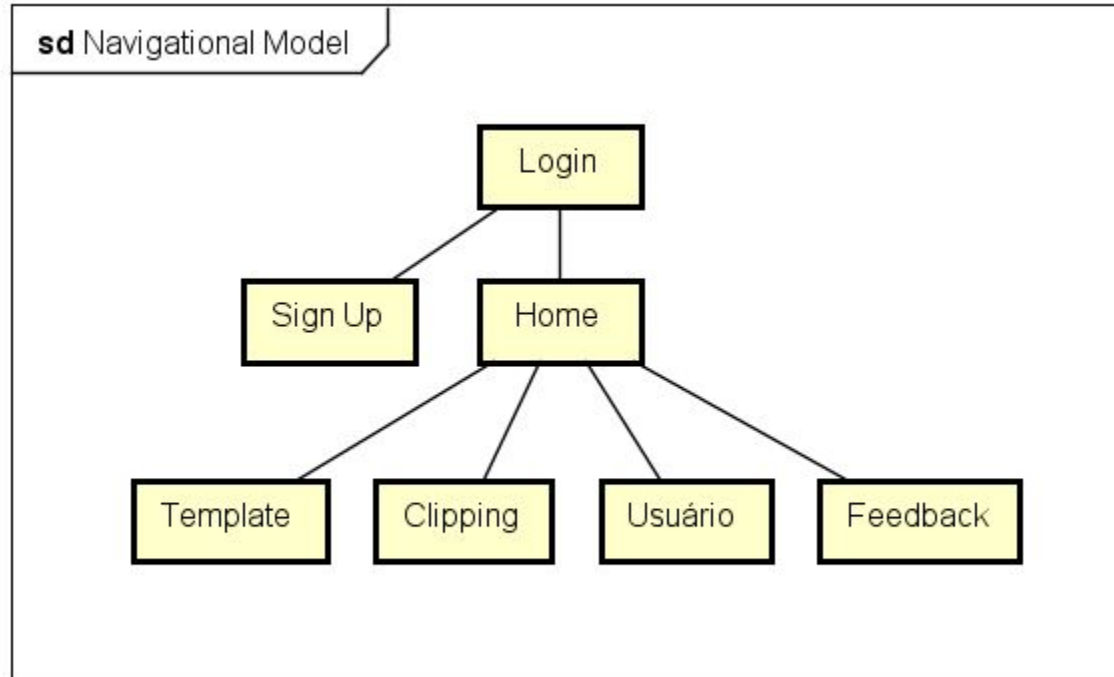 sd Navigational Model
Login
Sign Up
Home
Template
Clipping
Usuário
Feedback